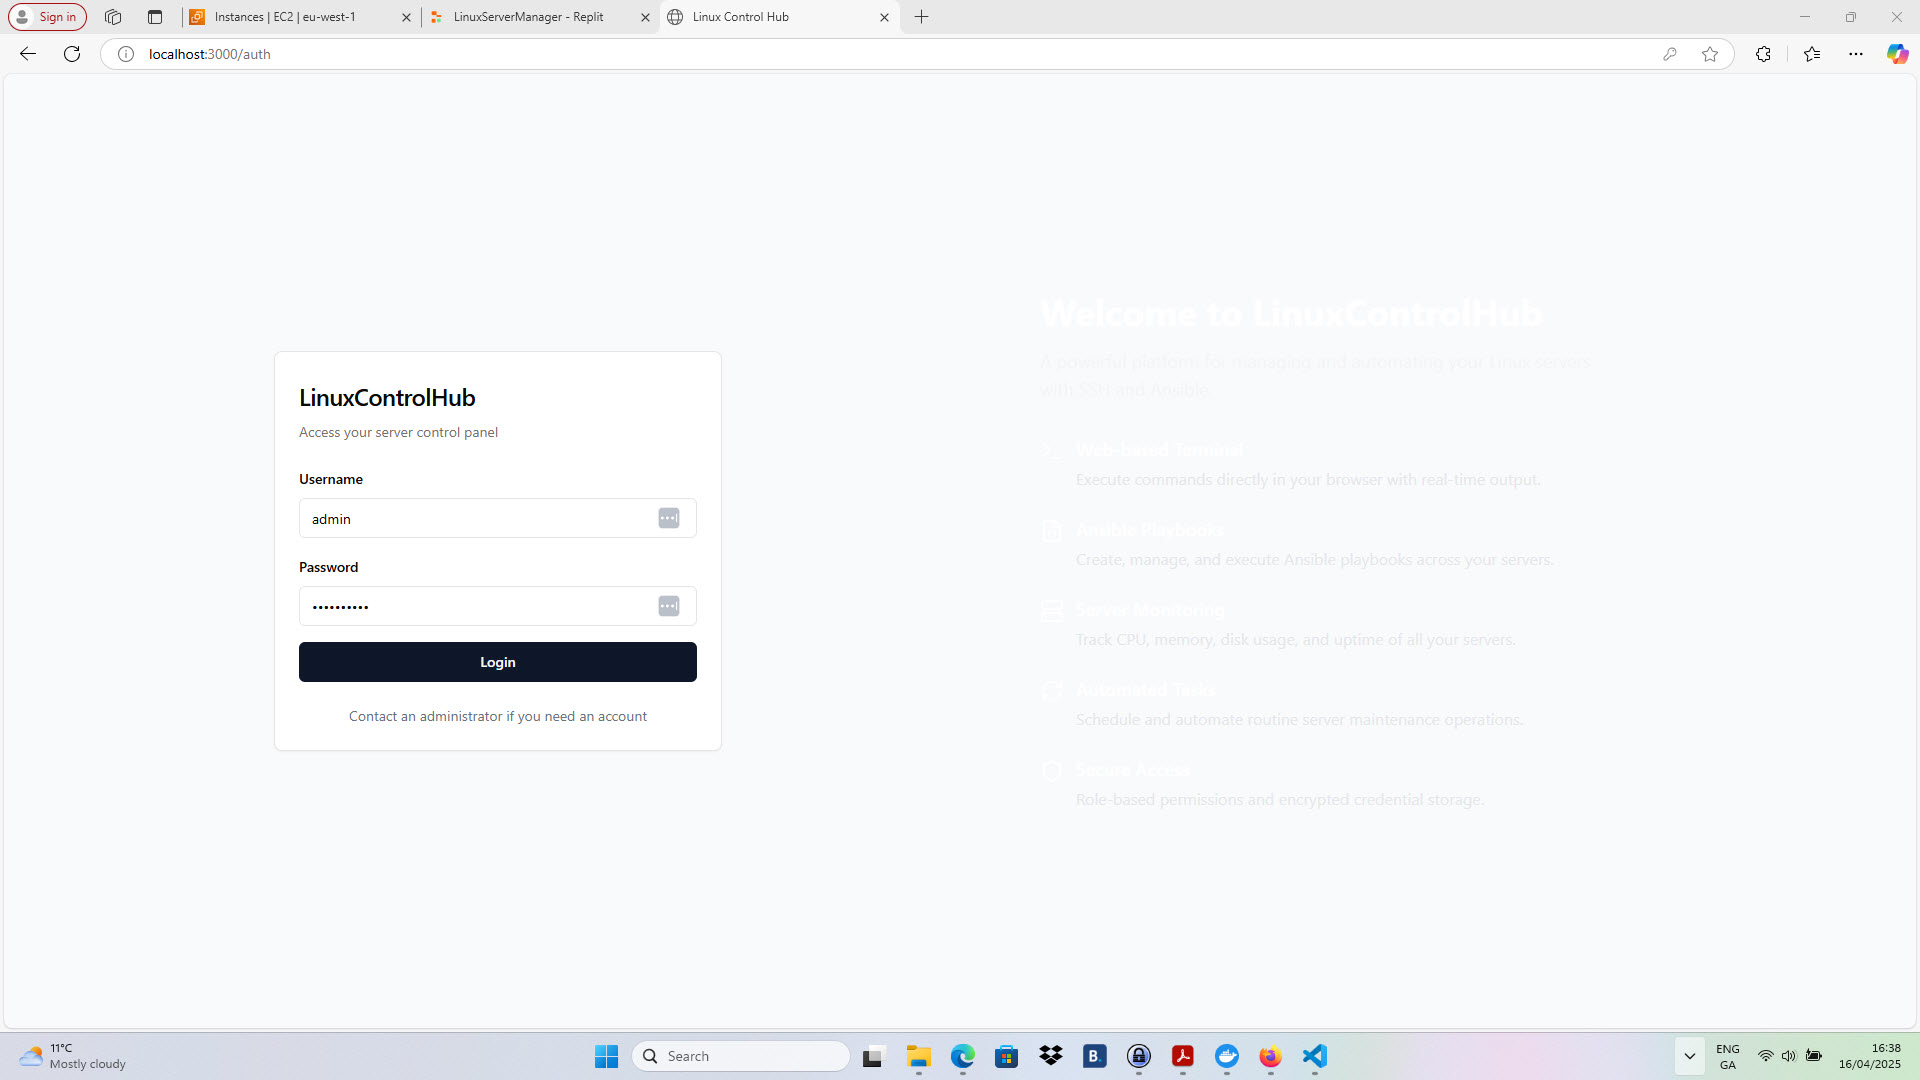 Sign in
Instances | EC2 | eu-west-1
LinuxServerManager - Replit
Linux Control Hub
localhost:3000/auth
LinuxControlHub
Access your server control panel
Username
admin
Password
Login
Contact an administrator if you need an account
Welcome to LinuxControlHub
A powerful platform for managing and automating your Linux servers
with SSH and Ansible.
Web-based Terminal
Execute commands directly in your browser with real-time output.
Ansible Playbooks
Create, manage, and execute Ansible playbooks across your servers.
Server Monitoring
Track CPU, memory, disk usage, and uptime of all your servers.
Automated Tasks
Schedule and automate routine server maintenance operations.
Secure Access
Role-based permissions and encrypted credential storage.
11°C
Mostly cloudy
Search
B.
ENG
GA
16:38
16/04/2025